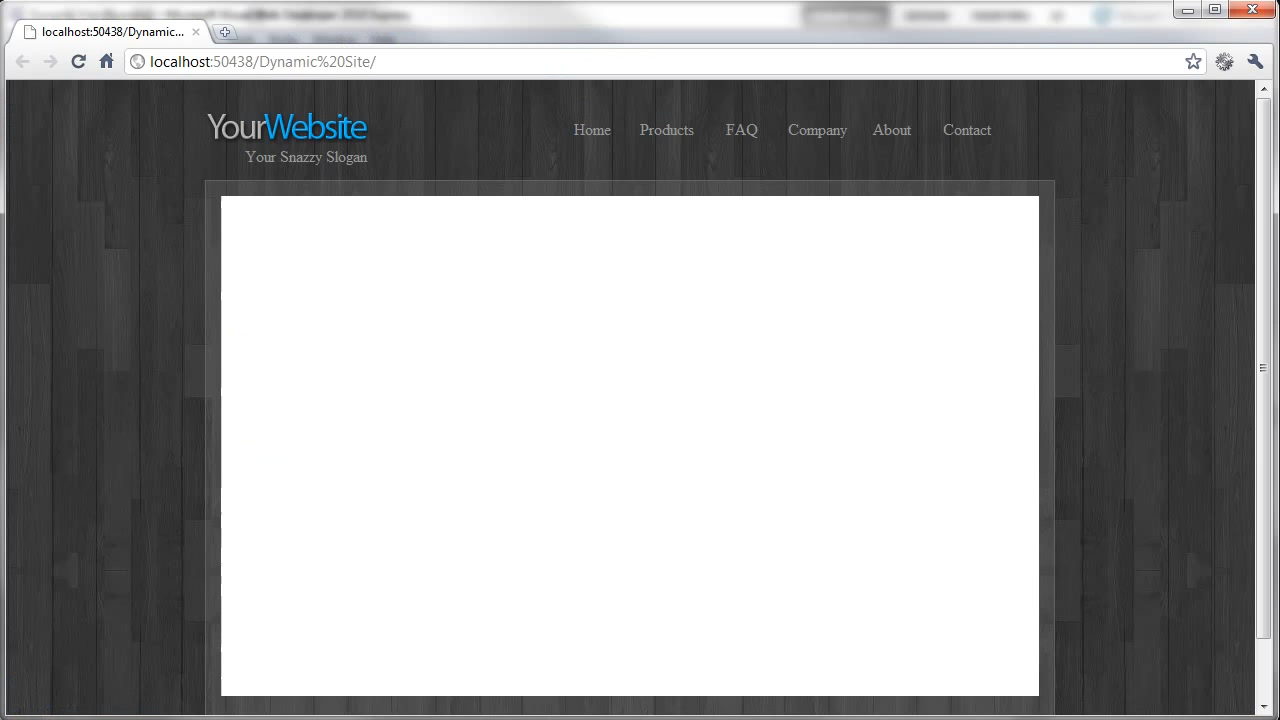 localhost:50438/Dynamic...
localhost:50438/Dynamic%20Site/
YourWebsite
Your Snazzy Slogan
Home Products FAQ Company About Contact